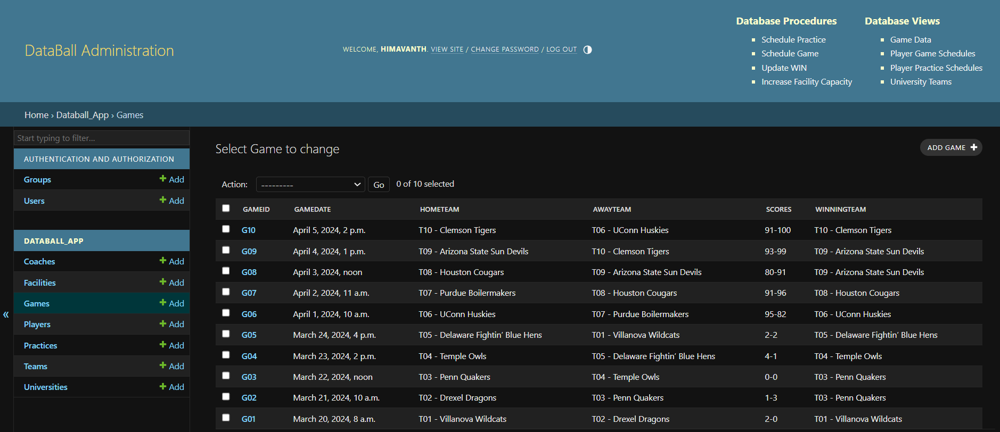 DataBall Administration
WELCOME, HIMAVANTH. VIEW SITE / CHANGE PASSWORD / LOG OUT
Database Procedures
Schedule Practice
Schedule Game
Update WIN
Increase Facility Capacity
Database Views
Game Data
Player Game Schedules
Player Practice Schedules
University Teams
Home › Databall_App › Games
Start typing to filter...
AUTHENTICATION AND AUTHORIZATION
Groups Add
Users Add
DATABALL_APP
Coaches Add
Facilities Add
Games Add
Players Add
Practices Add
Teams Add
Universities Add
«
Select Game to change
ADD GAME +
Action: --------- Go 0 of 10 selected
GAMEID GAMEDATE HOMETEAM AWAYTEAM SCORES WINNINGTEAM
G10 April 5, 2024, 2 p.m. T10 - Clemson Tigers T06 - UConn Huskies 91-100 T10 - Clemson Tigers
G09 April 4, 2024, 1 p.m. T09 - Arizona State Sun Devils T10 - Clemson Tigers 93-99 T09 - Arizona State Sun Devils
G08 April 3, 2024, noon T08 - Houston Cougars T09 - Arizona State Sun Devils 80-91 T09 - Arizona State Sun Devils
G07 April 2, 2024, 11 a.m. T07 - Purdue Boilermakers T08 - Houston Cougars 91-96 T08 - Houston Cougars
G06 April 1, 2024, 10 a.m. T06 - UConn Huskies T07 - Purdue Boilermakers 95-82 T06 - UConn Huskies
G05 March 24, 2024, 4 p.m. T05 - Delaware Fightin’ Blue Hens T01 - Villanova Wildcats 2-2 T05 - Delaware Fightin’ Blue Hens
G04 March 23, 2024, 2 p.m. T04 - Temple Owls T05 - Delaware Fightin’ Blue Hens 4-1 T04 - Temple Owls
G03 March 22, 2024, noon T03 - Penn Quakers T04 - Temple Owls 0-0 T03 - Penn Quakers
G02 March 21, 2024, 10 a.m. T02 - Drexel Dragons T03 - Penn Quakers 1-3 T03 - Penn Quakers
G01 March 20, 2024, 8 a.m. T01 - Villanova Wildcats T02 - Drexel Dragons 2-0 T01 - Villanova Wildcats